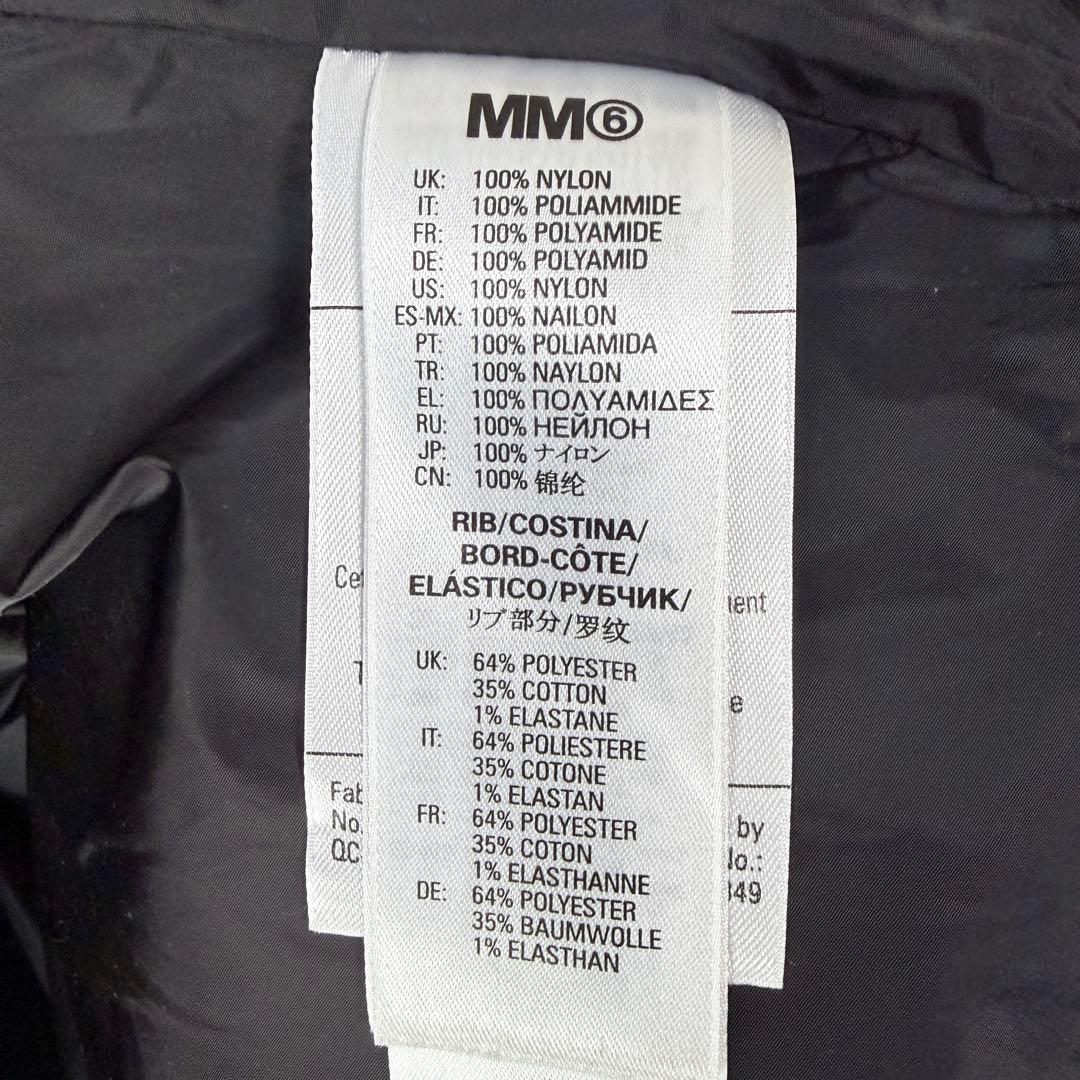 MM⑥
UK: 100% NYLON
IT: 100% POLIAMMIDE
FR: 100% POLYAMIDE
DE: 100% POLYAMID
US: 100% NYLON
ES-MX: 100% NAILON
PT: 100% POLIAMIDA
TR: 100% NAYLON
EL: 100% ΠΟΛΥΑΜΙΔΕΣ
RU: 100% НЕЙЛОН
JP: 100% ナイロン
CN: 100% 锦纶
RIB/COSTINA/
BORD-CÔTE/
ELÁSTICO/РУБЧИК/
リブ部分/罗纹
UK: 64% POLYESTER
35% COTTON
1% ELASTANE
IT: 64% POLIESTERE
35% COTONE
1% ELASTAN
FR: 64% POLYESTER
35% COTON
1% ELASTHANNE
DE: 64% POLYESTER
35% BAUMWOLLE
1% ELASTHAN
No.
by